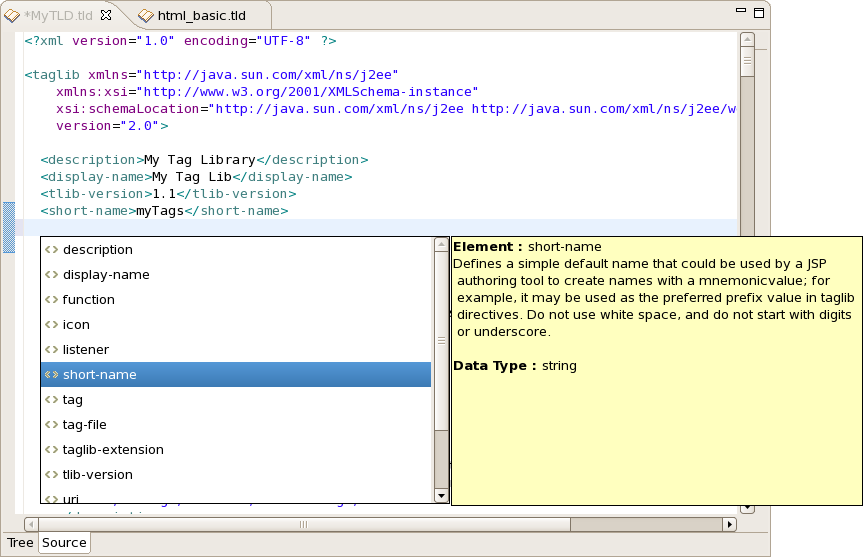 *MyTLD.tld html_basic.tld
<?xml version="1.0" encoding="UTF-8" ?>
<taglib xmlns="http://java.sun.com/xml/ns/j2ee"
xmlns:xsi="http://www.w3.org/2001/XMLSchema-instance"
xsi:schemaLocation="http://java.sun.com/xml/ns/j2ee http://java.sun.com/xml/ns/j2ee/w
version="2.0">
<description>My Tag Library</description>
<display-name>My Tag Lib</display-name>
<tlib-version>1.1</tlib-version>
<short-name>myTags</short-name>
<> description
<> display-name
<> function
<> icon
<> listener
<> short-name
<> tag
<> tag-file
<> taglib-extension
<> tlib-version
<> uri
Element : short-name
Defines a simple default name that could be used by a JSP
authoring tool to create names with a mnemonicvalue; for
example, it may be used as the preferred prefix value in taglib
directives. Do not use white space, and do not start with digits
or underscore.
Data Type : string
Tree Source